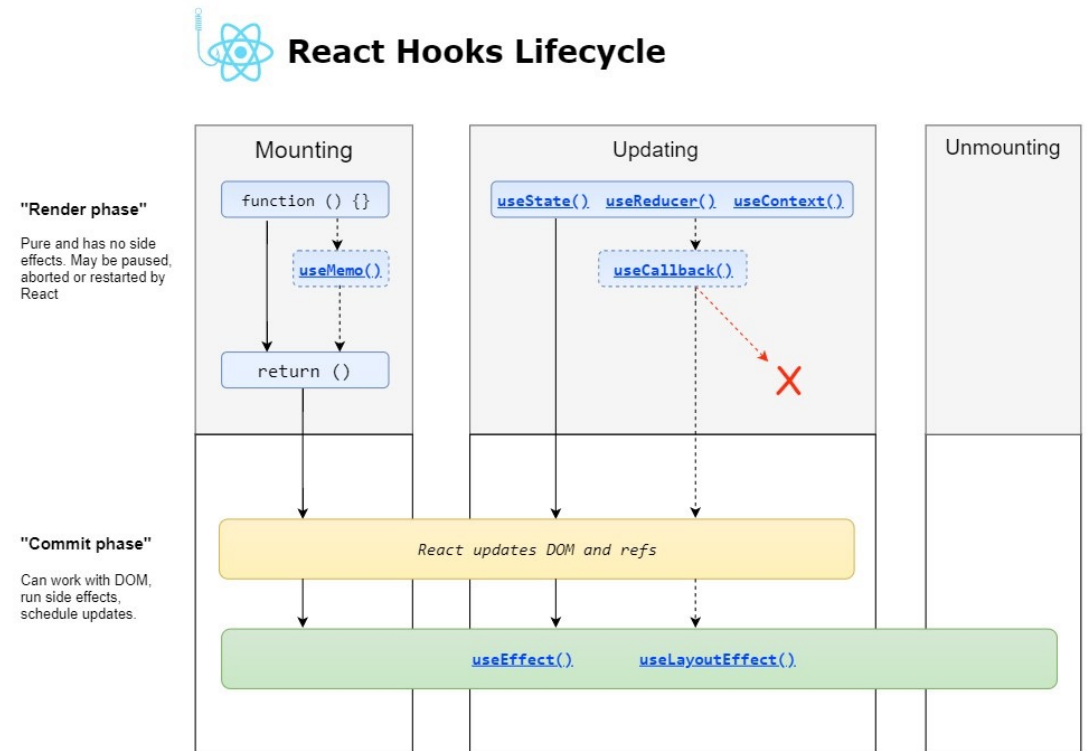 React Hooks Lifecycle
Mounting
Updating
Unmounting
"Render phase"
Pure and has no side
effects. May be paused,
aborted or restarted by
React
function () {}
useMemo()
return ()
useState() useReducer() useContext()
useCallback()
"Commit phase"
Can work with DOM,
run side effects,
schedule updates.
React updates DOM and refs
useEffect() useLayoutEffect()